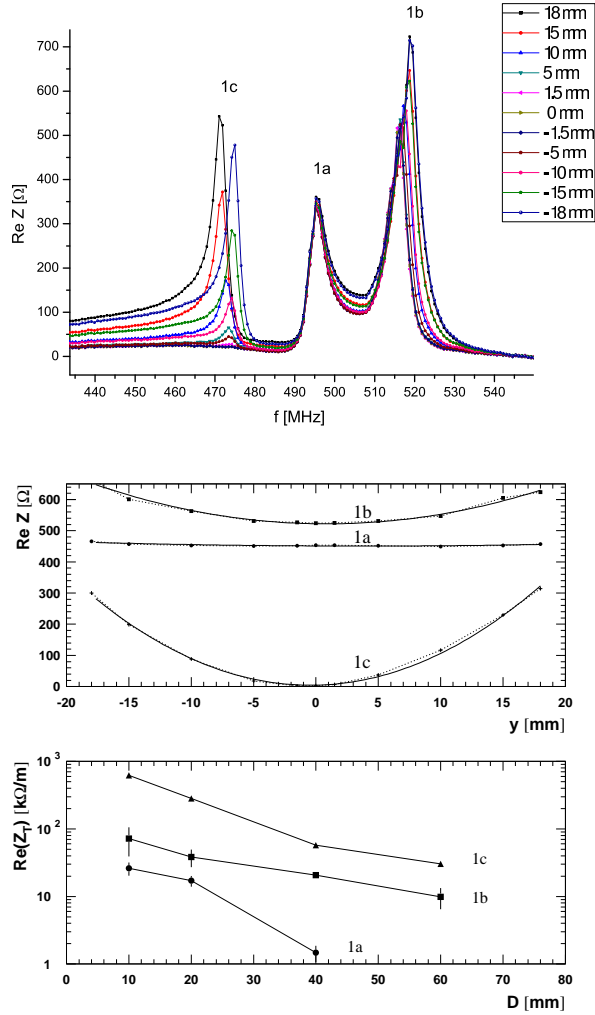 1b
18 mm
15 mm
10 mm
5 mm
1.5 mm
0 mm
-1.5 mm
-5 mm
-10 mm
-15 mm
-18 mm
1c
1a
Re Z [Ω]
700
600
500
400
300
200
100
0
440 450 460 470 480 490 500 510 520 530 540
f [MHz]
Re Z [Ω]
600
500
400
300
200
100
0
1b
1a
1c
-20 -15 -10 -5 0 5 10 15 20
y [mm]
Re(Z_T) [kΩ/m]
10^3
10^2
10
1
1c
1b
1a
0 10 20 30 40 50 60 70 80
D [mm]